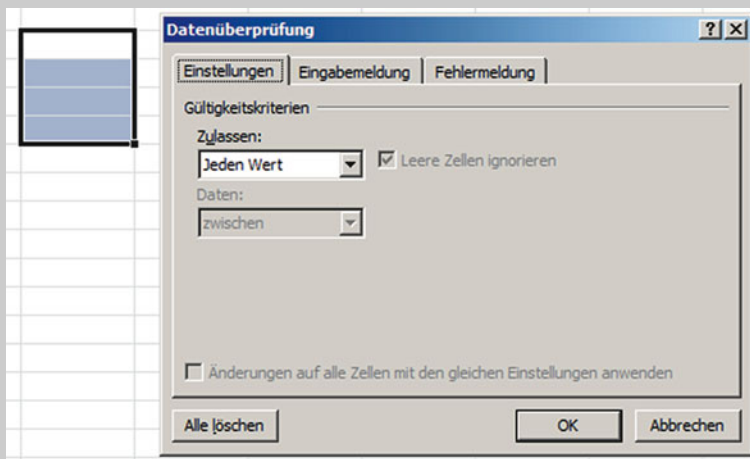 Datenüberprüfung
Einstellungen Eingabemeldung Fehlermeldung
Gültigkeitskriterien
Zulassen:
Jeden Wert Leere Zellen ignorieren
Daten:
zwischen
Änderungen auf alle Zellen mit den gleichen Einstellungen anwenden
Alle löschen OK Abbrechen